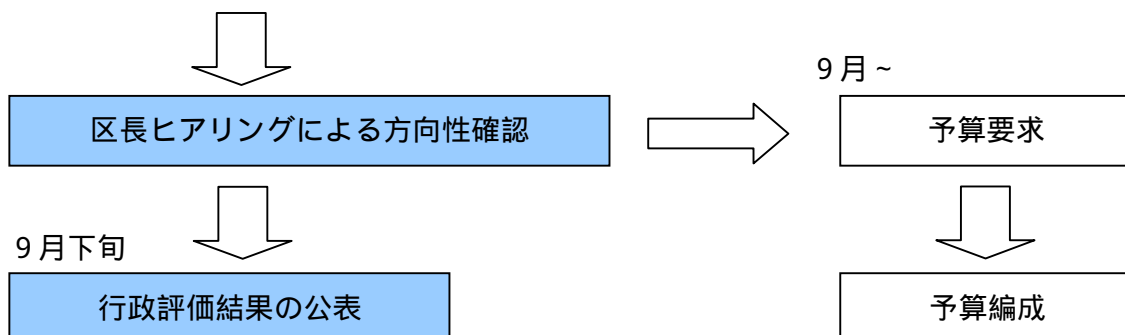 9月~
区長ヒアリングによる方向性確認
予算要求
9月下旬
行政評価結果の公表
予算編成